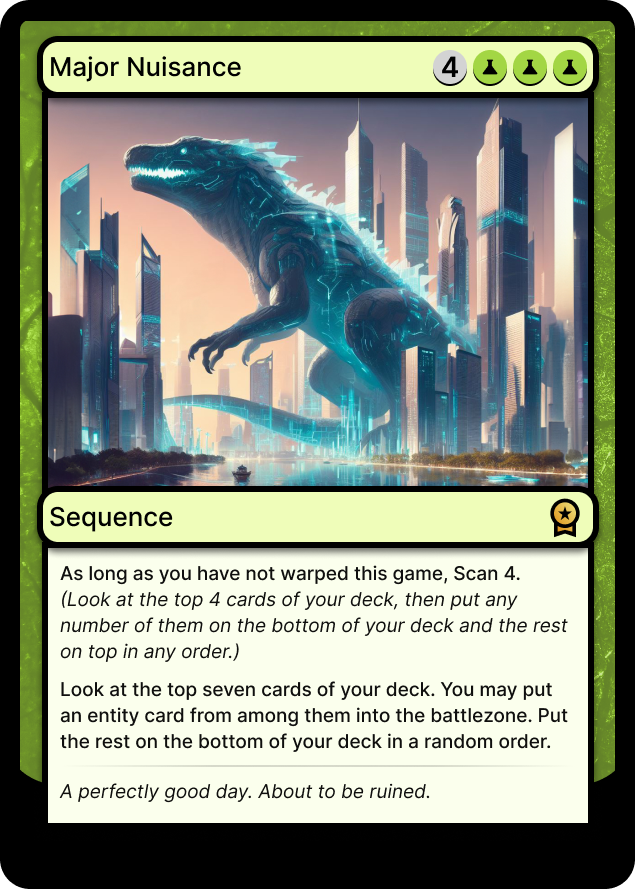 Major Nuisance 4
Sequence
As long as you have not warped this game, Scan 4.
(Look at the top 4 cards of your deck, then put any
number of them on the bottom of your deck and the rest
on top in any order.)
Look at the top seven cards of your deck. You may put
an entity card from among them into the battlezone. Put
the rest on the bottom of your deck in a random order.
A perfectly good day. About to be ruined.